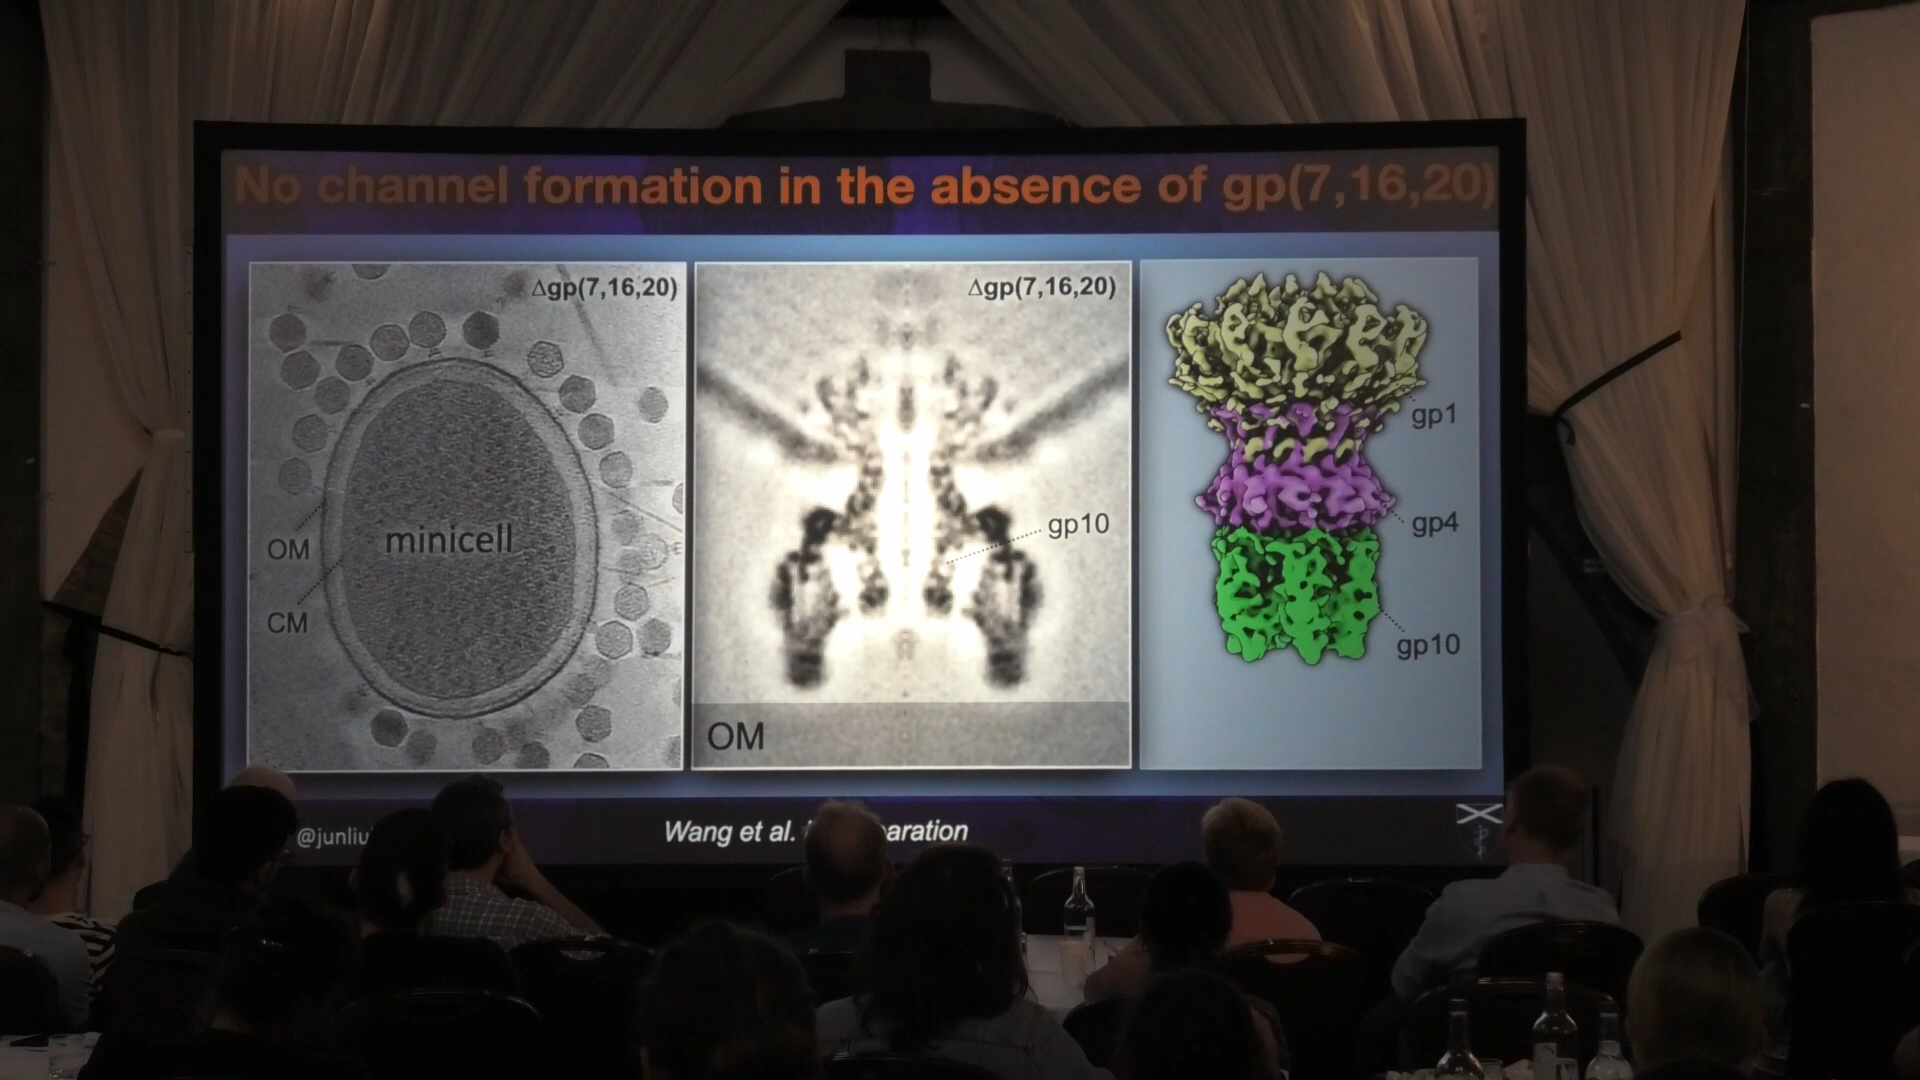 No channel formation in the absence of gp(7,16,20)
Δgp(7,16,20)
OM
CM
minicell
Δgp(7,16,20)
gp10
OM
gp1
gp4
gp10
@junliu
Wang et al.